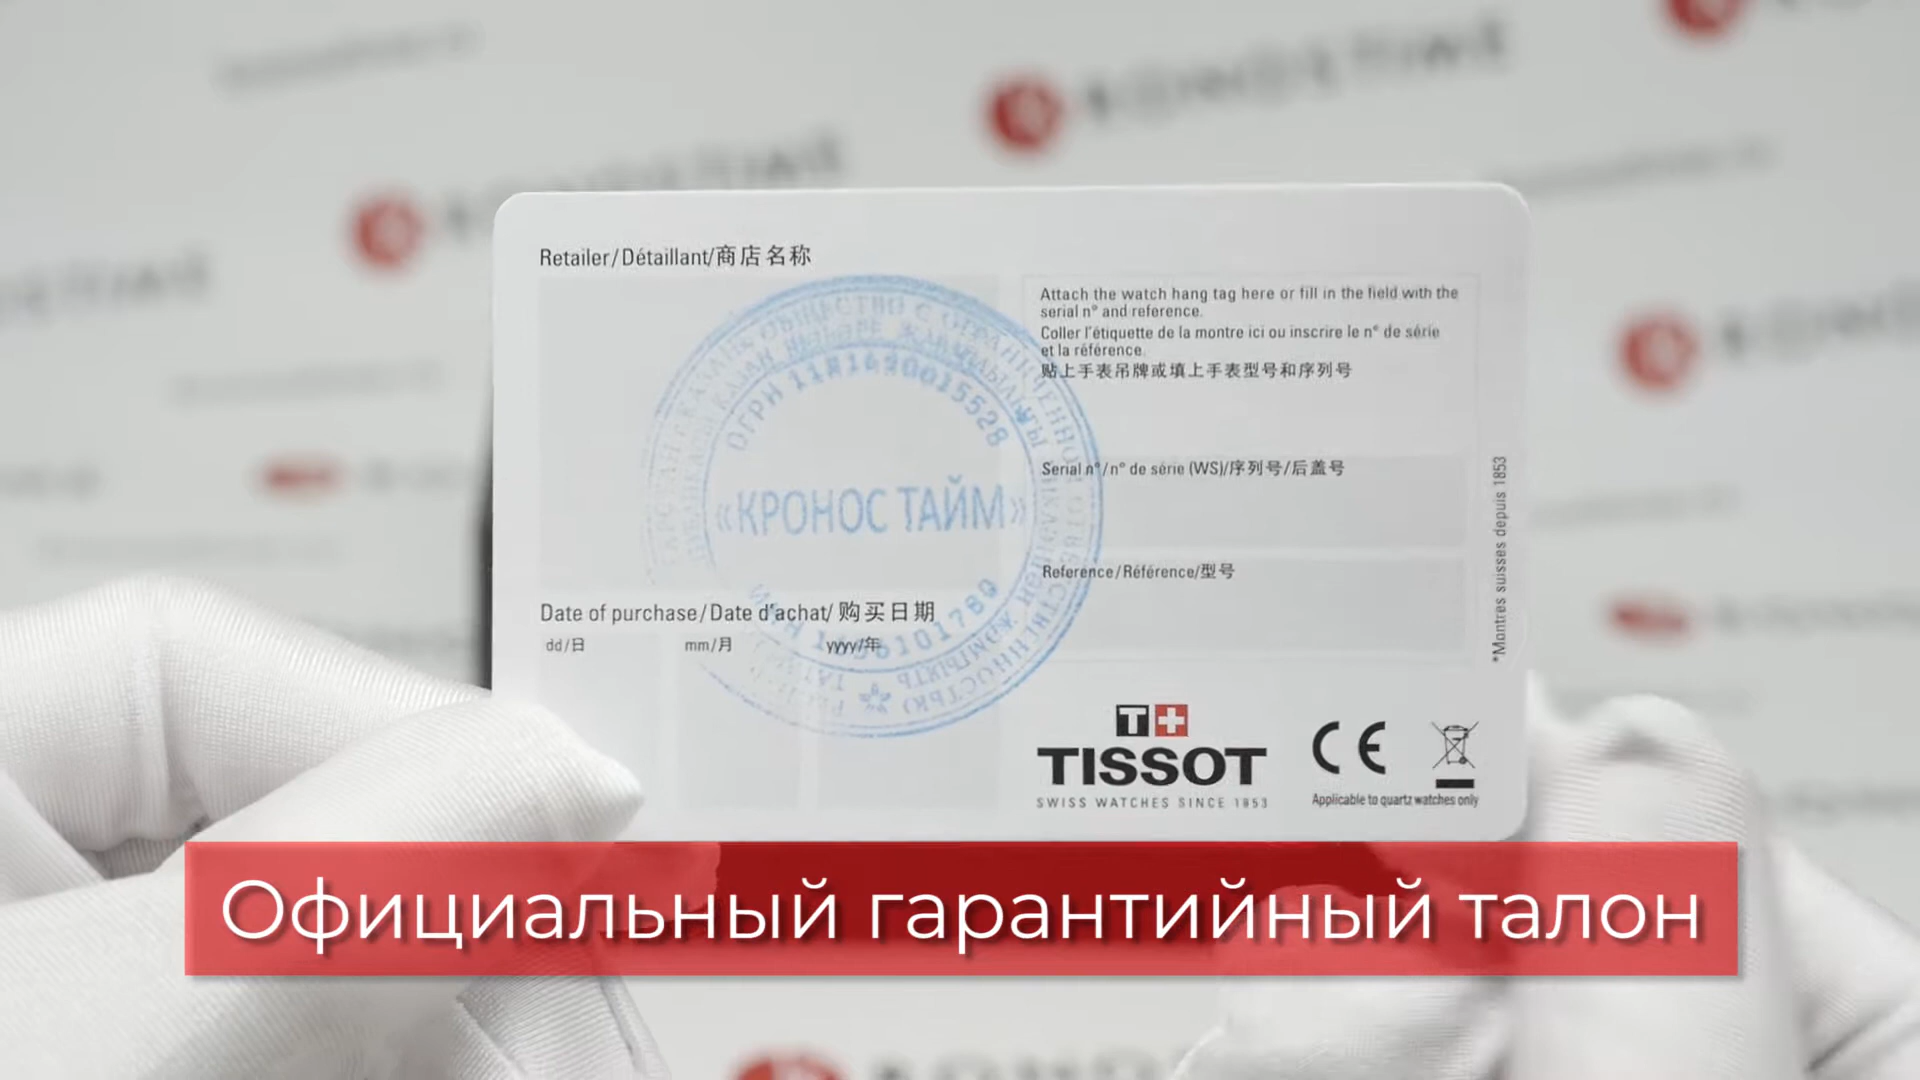 Retailer/Détaillant/商店名称
Attach the watch hang tag here or fill in the field with the
serial n° and reference.
Coller l'étiquette de la montre ici ou inscrire le n° de série
et la référence.
贴上手表吊牌或填上手表型号和序列号
ОБЩЕСТВО С ОГРАНИЧЕННОЙ ОТВЕТСТВЕННОСТЬЮ
ОГРН 1181690015528
«КРОНОС ТАЙМ»
Serial n°/n° de série (WS)/序列号/后盖号
Reference/Référence/型号
Date of purchase/Date d'achat/购买日期
dd/日 mm/月 yyyy/年
*Montres suisses depuis 1853
T+
TISSOT
SWISS WATCHES SINCE 1853
CE
Applicable to quartz watches only
Официальный гарантийный талон